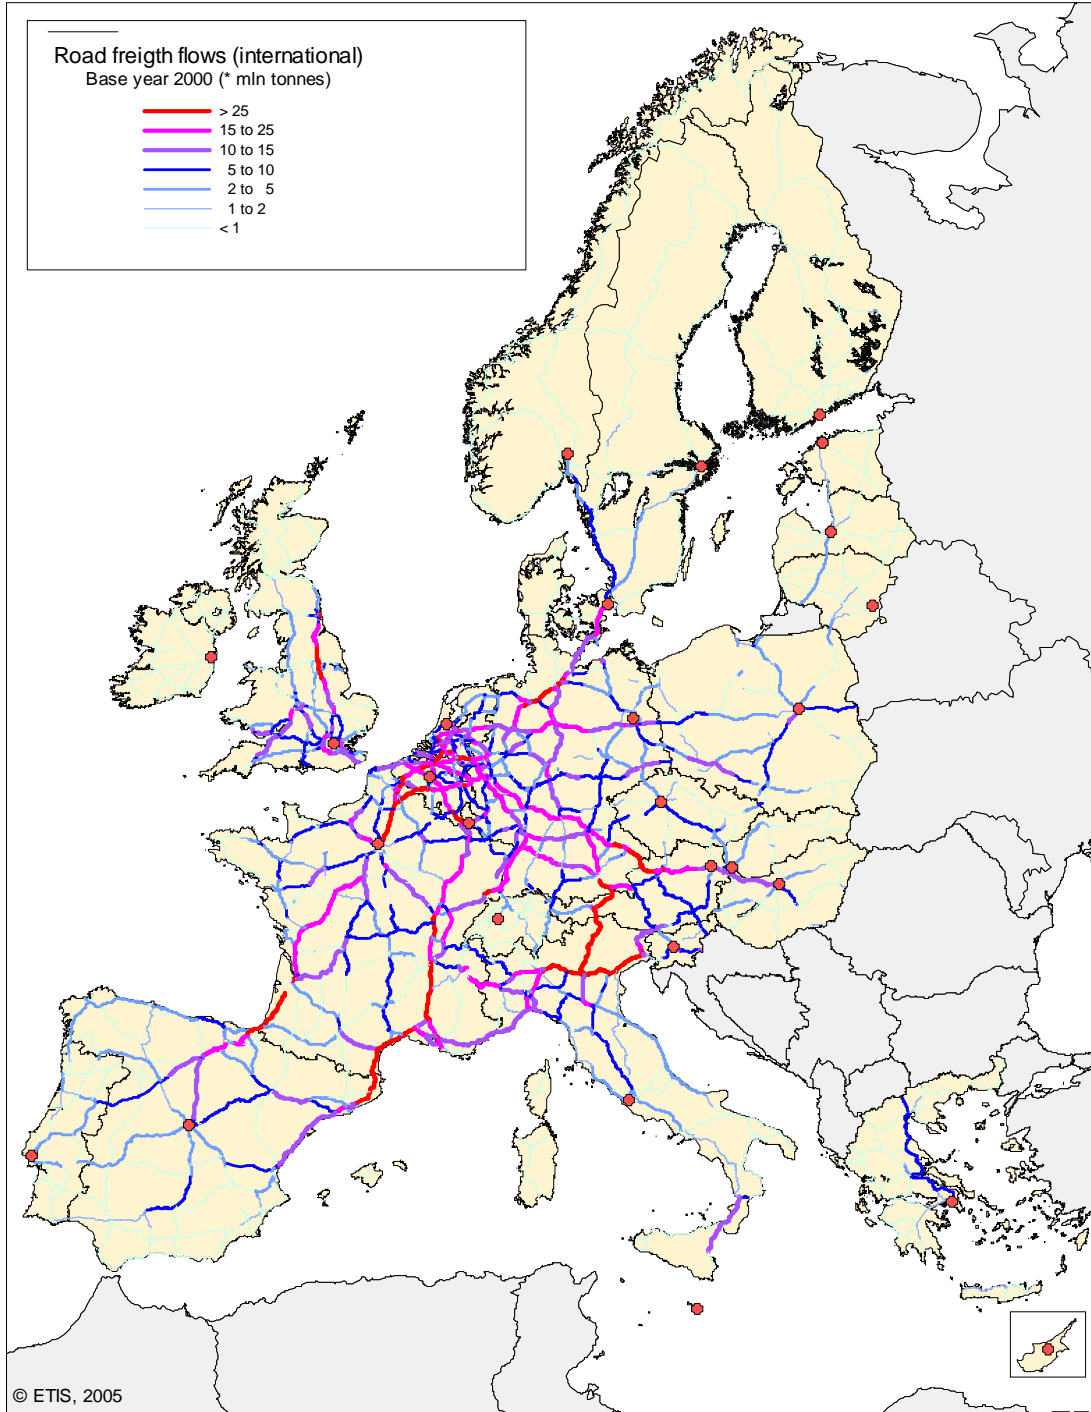 Road freigth flows (international)
Base year 2000 (* mln tonnes)
> 25
15 to 25
10 to 15
5 to 10
2 to 5
1 to 2
< 1
© ETIS, 2005